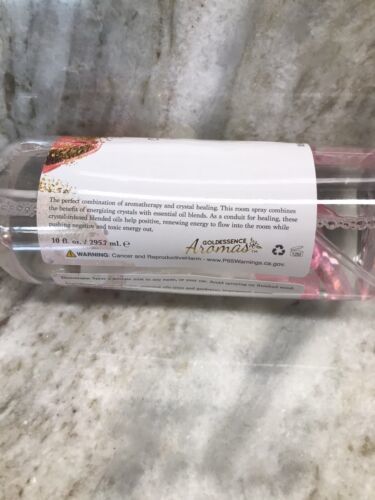 The perfect combination of aromatherapy and crystal healing. This room spray combines
the benefits of energizing crystals with essential oil blends. As a conduit for healing, these
crystal-infused blended oils help positive, renewing energy to flow into the room while
pushing negative and toxic energy out.
10 fl. oz. / 295.7 mL e
GOLDESSENCE
Aromas
WARNING: Cancer and Reproductive Harm - www.P65Warnings.ca.gov.